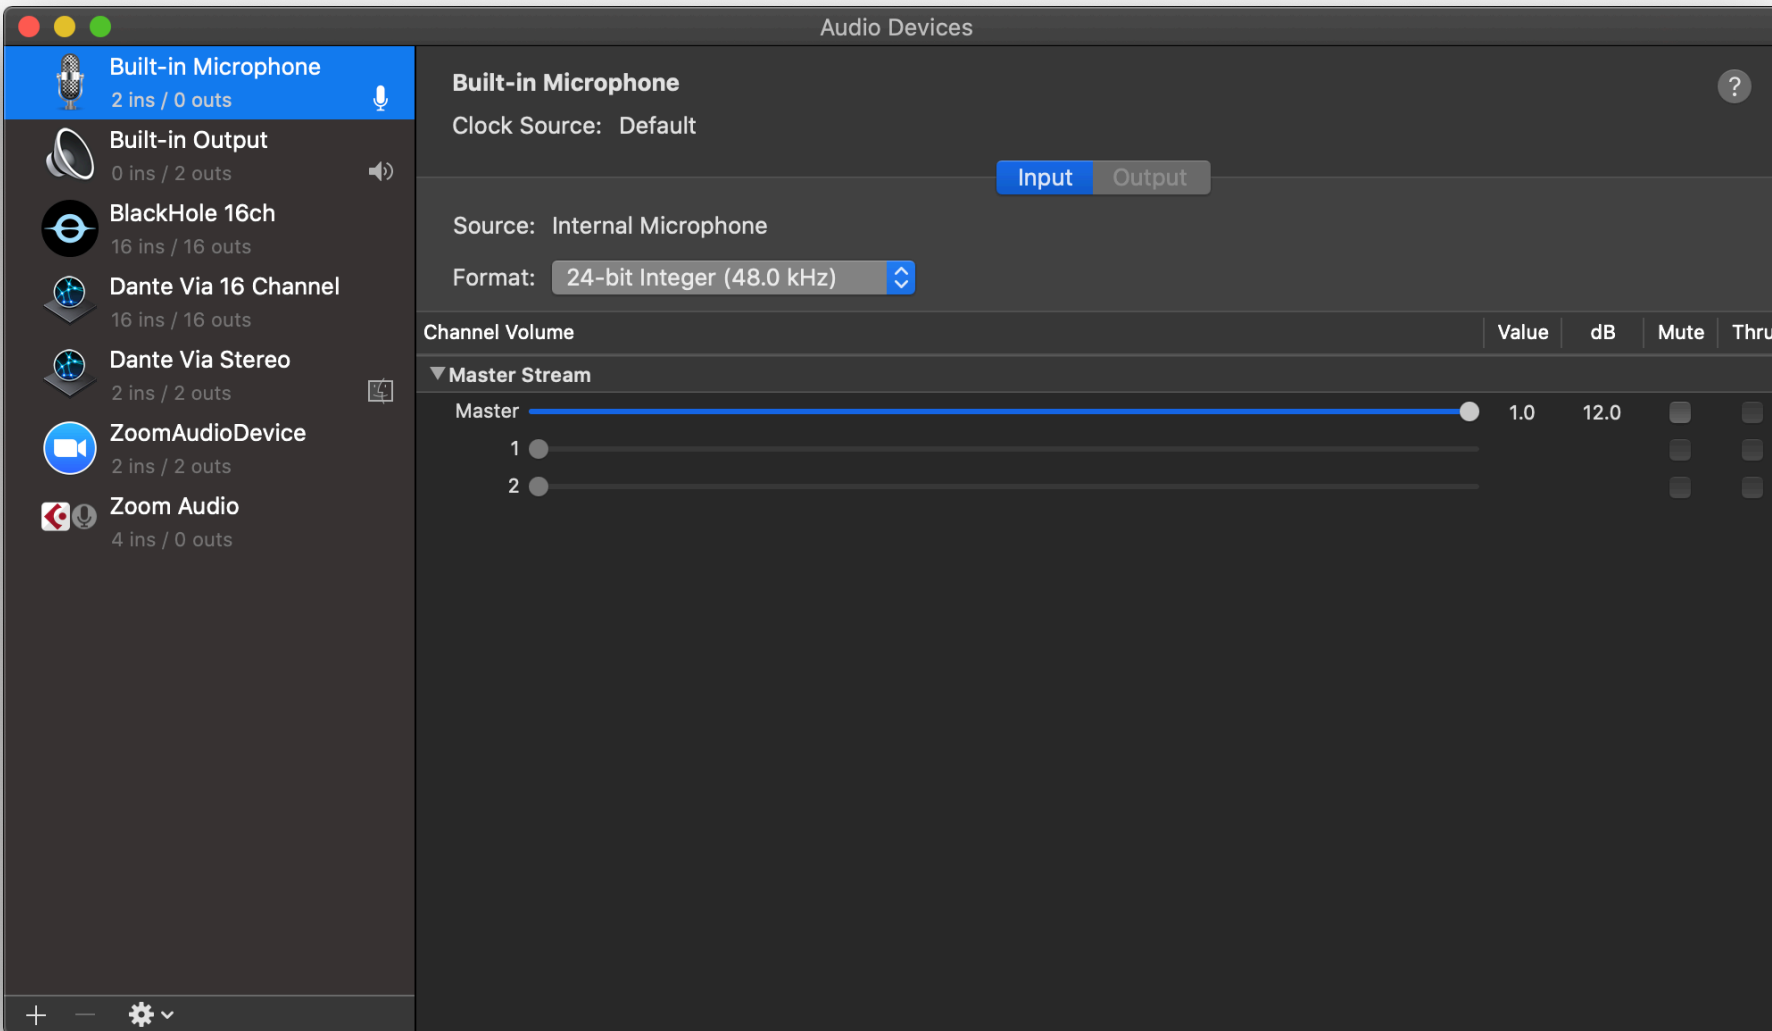 Audio Devices
Built-in Microphone
2 ins / 0 outs
Built-in Output
0 ins / 2 outs
BlackHole 16ch
16 ins / 16 outs
Dante Via 16 Channel
16 ins / 16 outs
Dante Via Stereo
2 ins / 2 outs
ZoomAudioDevice
2 ins / 2 outs
Zoom Audio
4 ins / 0 outs
Built-in Microphone
?
Clock Source: Default
Input Output
Source: Internal Microphone
Format: 24-bit Integer (48.0 kHz)
Channel Volume Value dB Mute Thru
Master Stream
Master 1.0 12.0
1
2